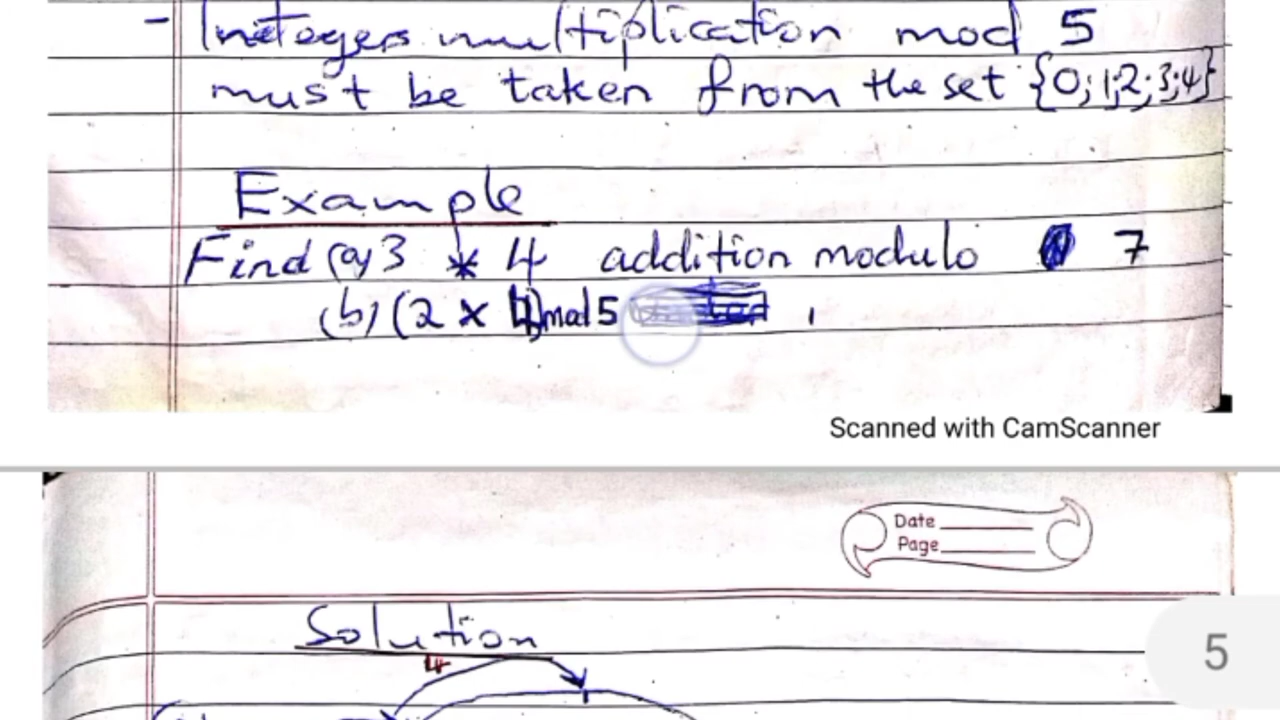 - Integers multiplication mod 5
must be taken from the set {0; 1; 2; 3; 4}
Example
Find (a) 3 * 4 addition modulo 7
(b) (2 × 4) mod 5
Scanned with CamScanner
Date
Page
Solution
4
5